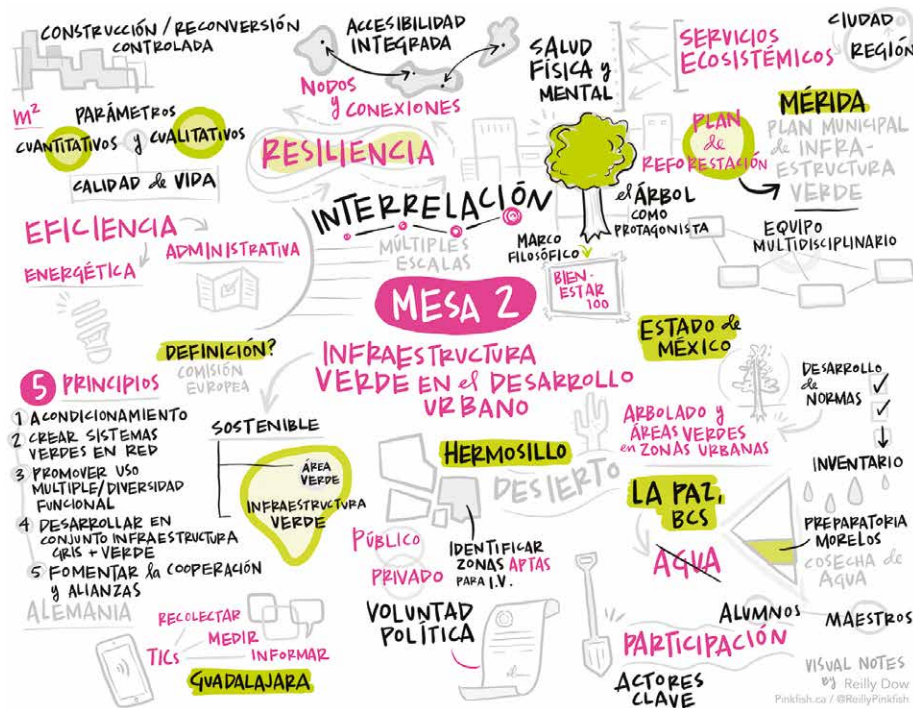 CONSTRUCCIÓN / RECONVERSIÓN
CONTROLADA
m²
PARÁMETROS
CUANTITATIVOS y CUALITATIVOS
CALIDAD de VIDA
ACCESIBILIDAD
INTEGRADA
NODOS
y CONEXIONES
RESILIENCIA
SALUD
FÍSICA y
MENTAL
SERVICIOS
ECOSISTÉMICOS
CIUDAD
REGIÓN
PLAN
de
REFORESTACIÓN
MÉRIDA
PLAN MUNICIPAL
de INFRA-
ESTRUCTURA
VERDE
EQUIPO
MULTIDISCIPLINARIO
el ÁRBOL
COMO
PROTAGONISTA
MARCO
FILOSÓFICO
BIEN-
ESTAR
100
INTERRELACIÓN
MÚLTIPLES
ESCALAS
EFICIENCIA
ADMINISTRATIVA
ENERGÉTICA
MESA 2
INFRAESTRUCTURA
VERDE EN el DESARROLLO
URBANO
DEFINICIÓN?
COMISIÓN
EUROPEA
SOSTENIBLE
ÁREA
VERDE
INFRAESTRUCTURA
VERDE
5 PRINCIPIOS
1 ACONDICIONAMIENTO
2 CREAR SISTEMAS
VERDES EN RED
3 PROMOVER USO
MULTIPLE/DIVERSIDAD
FUNCIONAL
4 DESARROLLAR EN
CONJUNTO INFRAESTRUCTURA
GRIS + VERDE
5 FOMENTAR la COOPERACIÓN
y ALIANZAS
ALEMANIA
TICs
RECOLECTAR
MEDIR
INFORMAR
GUADALAJARA
HERMOSILLO
DESIERTO
IDENTIFICAR
ZONAS APTAS
PARA I.V.
PÚBLICO
PRIVADO
VOLUNTAD
POLÍTICA
ESTADO de
MÉXICO
ARBOLADO y
ÁREAS VERDES
en ZONAS URBANAS
DESARROLLO
de
NORMAS
INVENTARIO
LA PAZ,
BCS
AGUA
PREPARATORIA
MORELOS
COSECHA de
AGUA
ALUMNOS
MAESTROS
PARTICIPACIÓN
ACTORES
CLAVE
VISUAL NOTES
BY Reilly Dow
Pinkfish.ca / @ReillyPinkfish